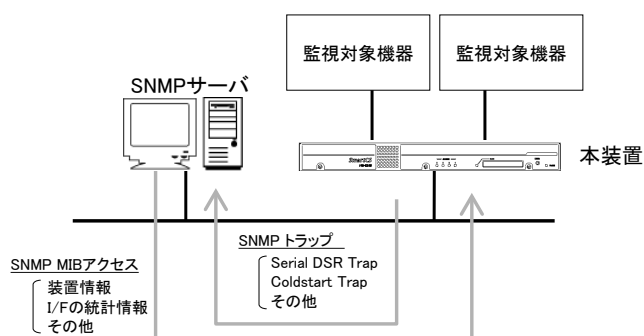 監視対象機器
監視対象機器
SNMPサーバ
SmartCS
本装置
SNMP トラップ
Serial DSR Trap
Coldstart Trap
その他
SNMP MIBアクセス
装置情報
I/Fの統計情報
その他